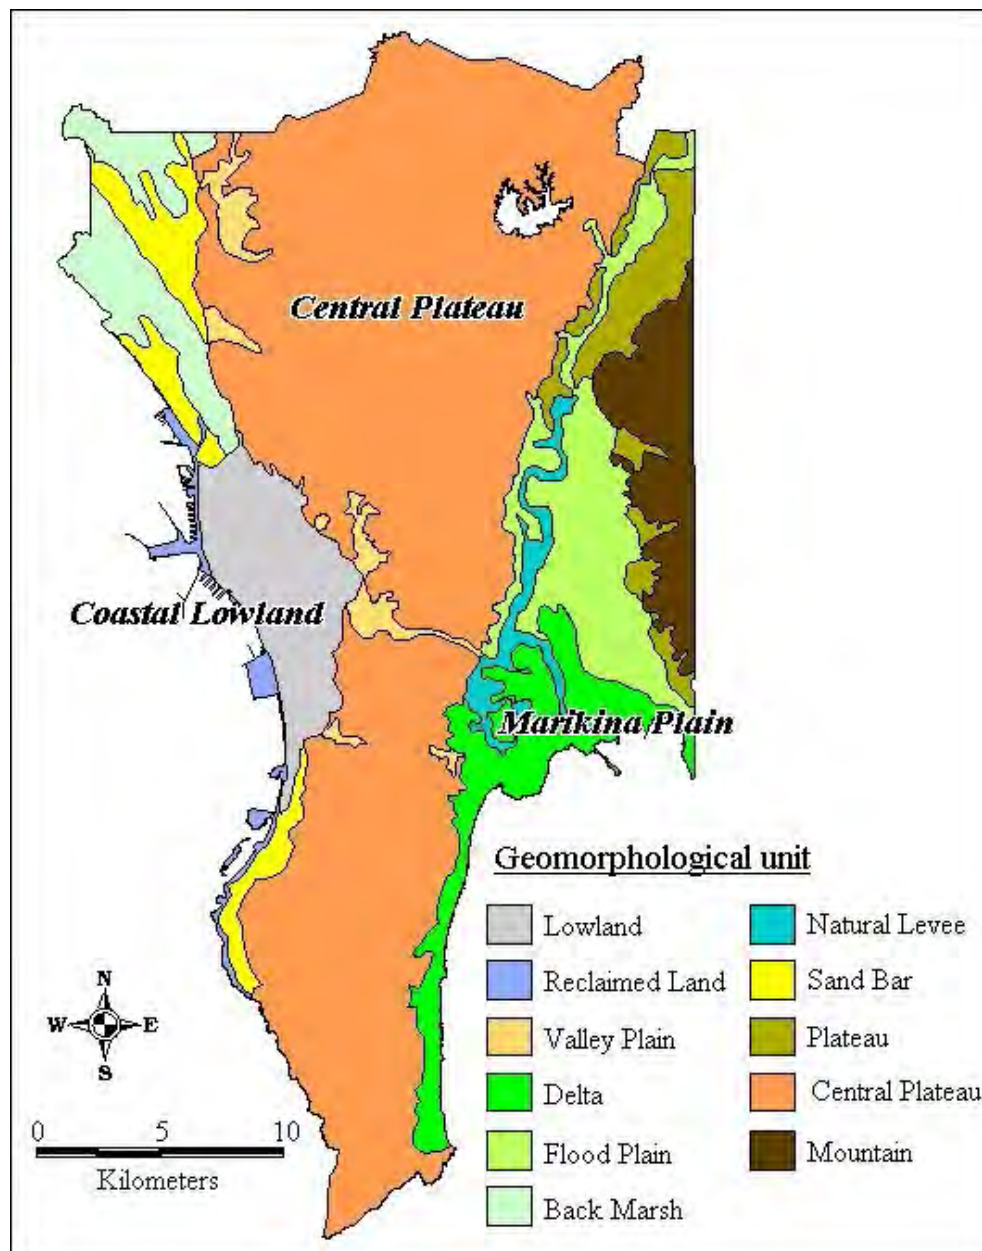 Central Plateau
Coastal Lowland
Marikina Plain
Geomorphological unit
Lowland
Reclaimed Land
Valley Plain
Delta
Flood Plain
Back Marsh
Natural Levee
Sand Bar
Plateau
Central Plateau
Mountain
N
W E
S
0 5 10
Kilometers